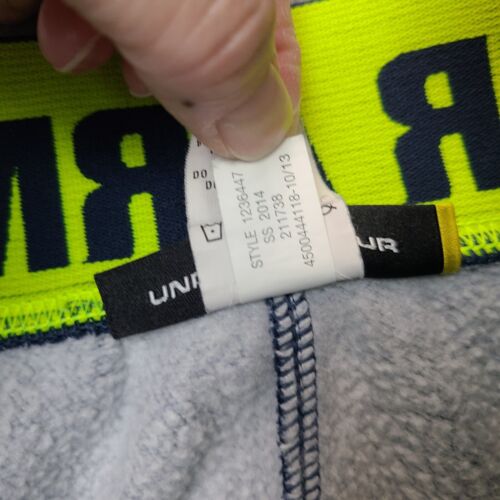 STYLE 1236447
SS 2014
211738
4500444118-10/13
UN
UR
RM
R